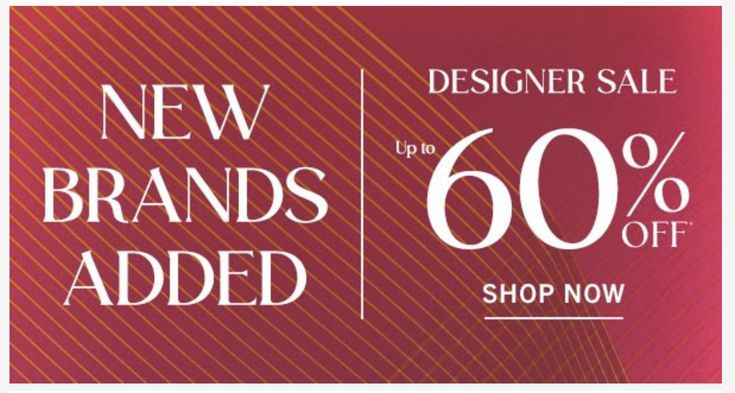 NEW
BRANDS
ADDED
DESIGNER SALE
Up to
60%
OFF*
SHOP NOW